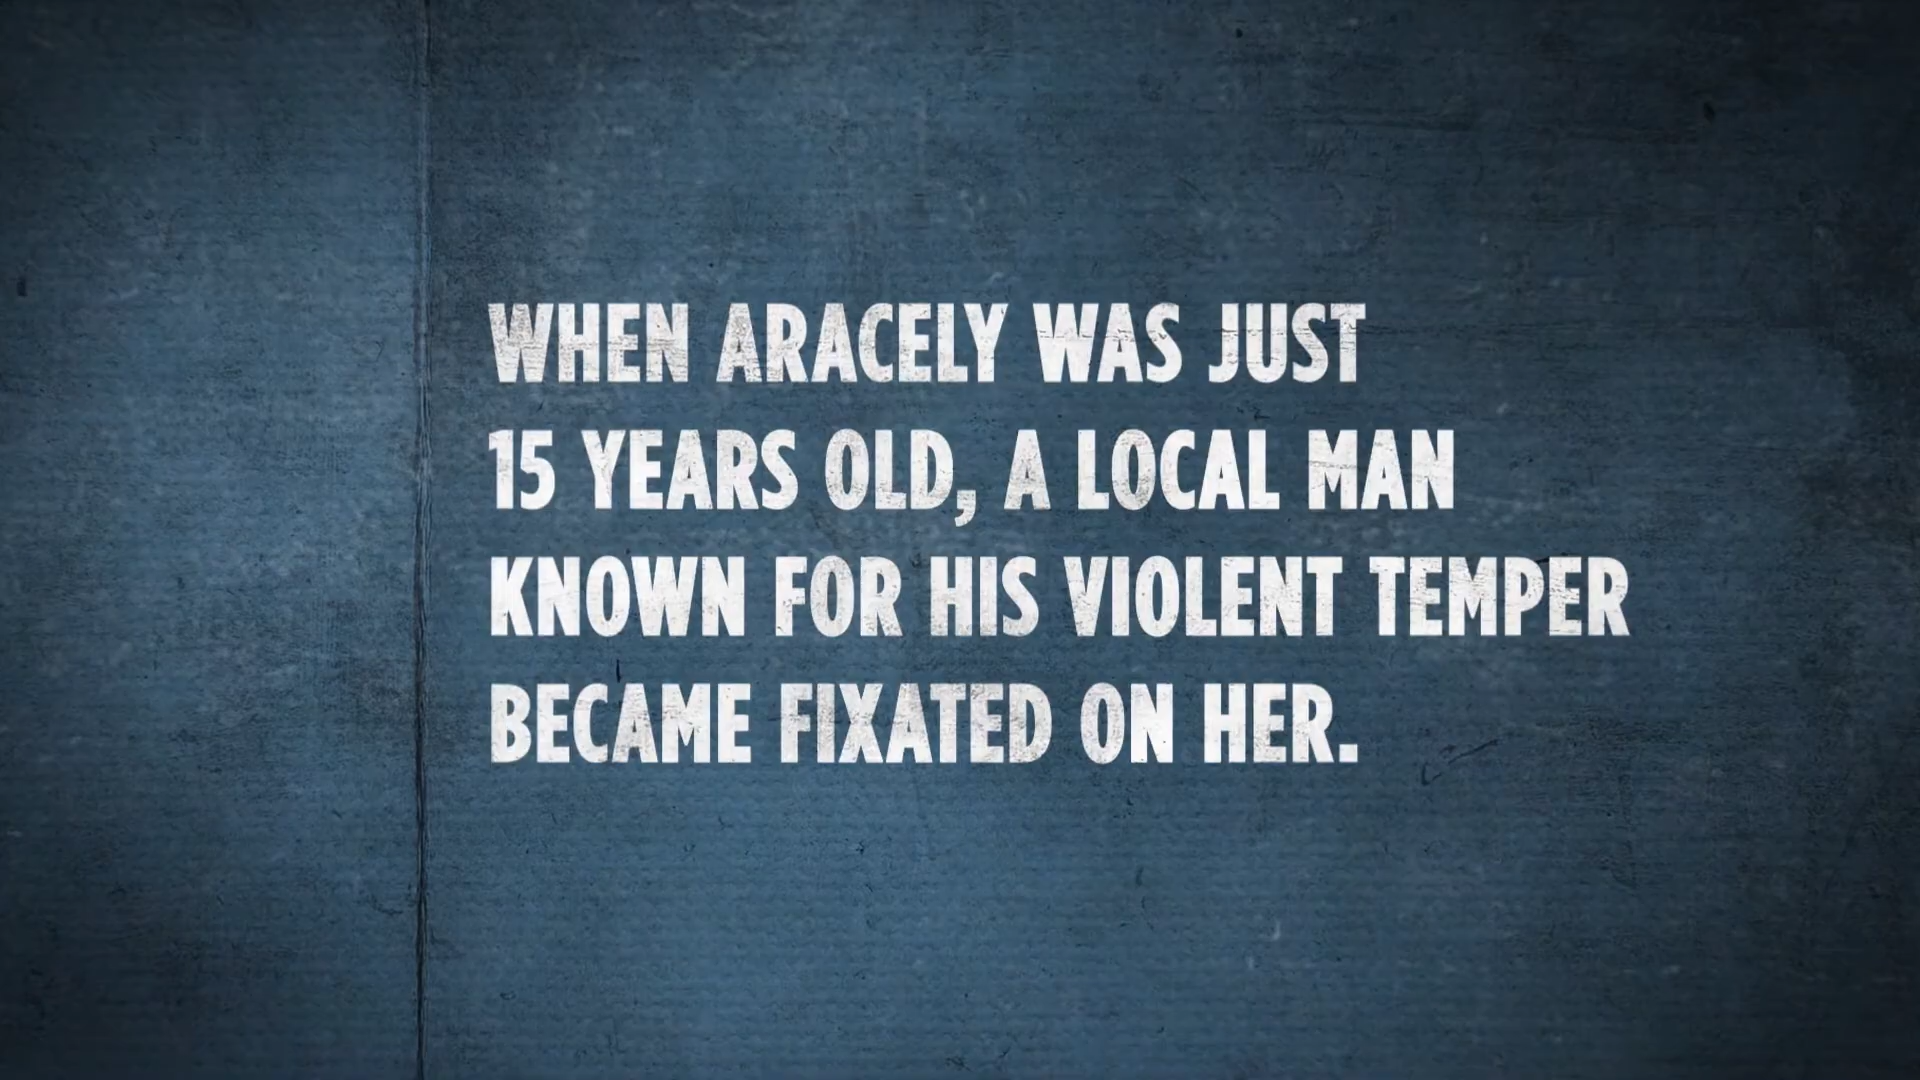 WHEN ARACELY WAS JUST
15 YEARS OLD, A LOCAL MAN
KNOWN FOR HIS VIOLENT TEMPER
BECAME FIXATED ON HER.